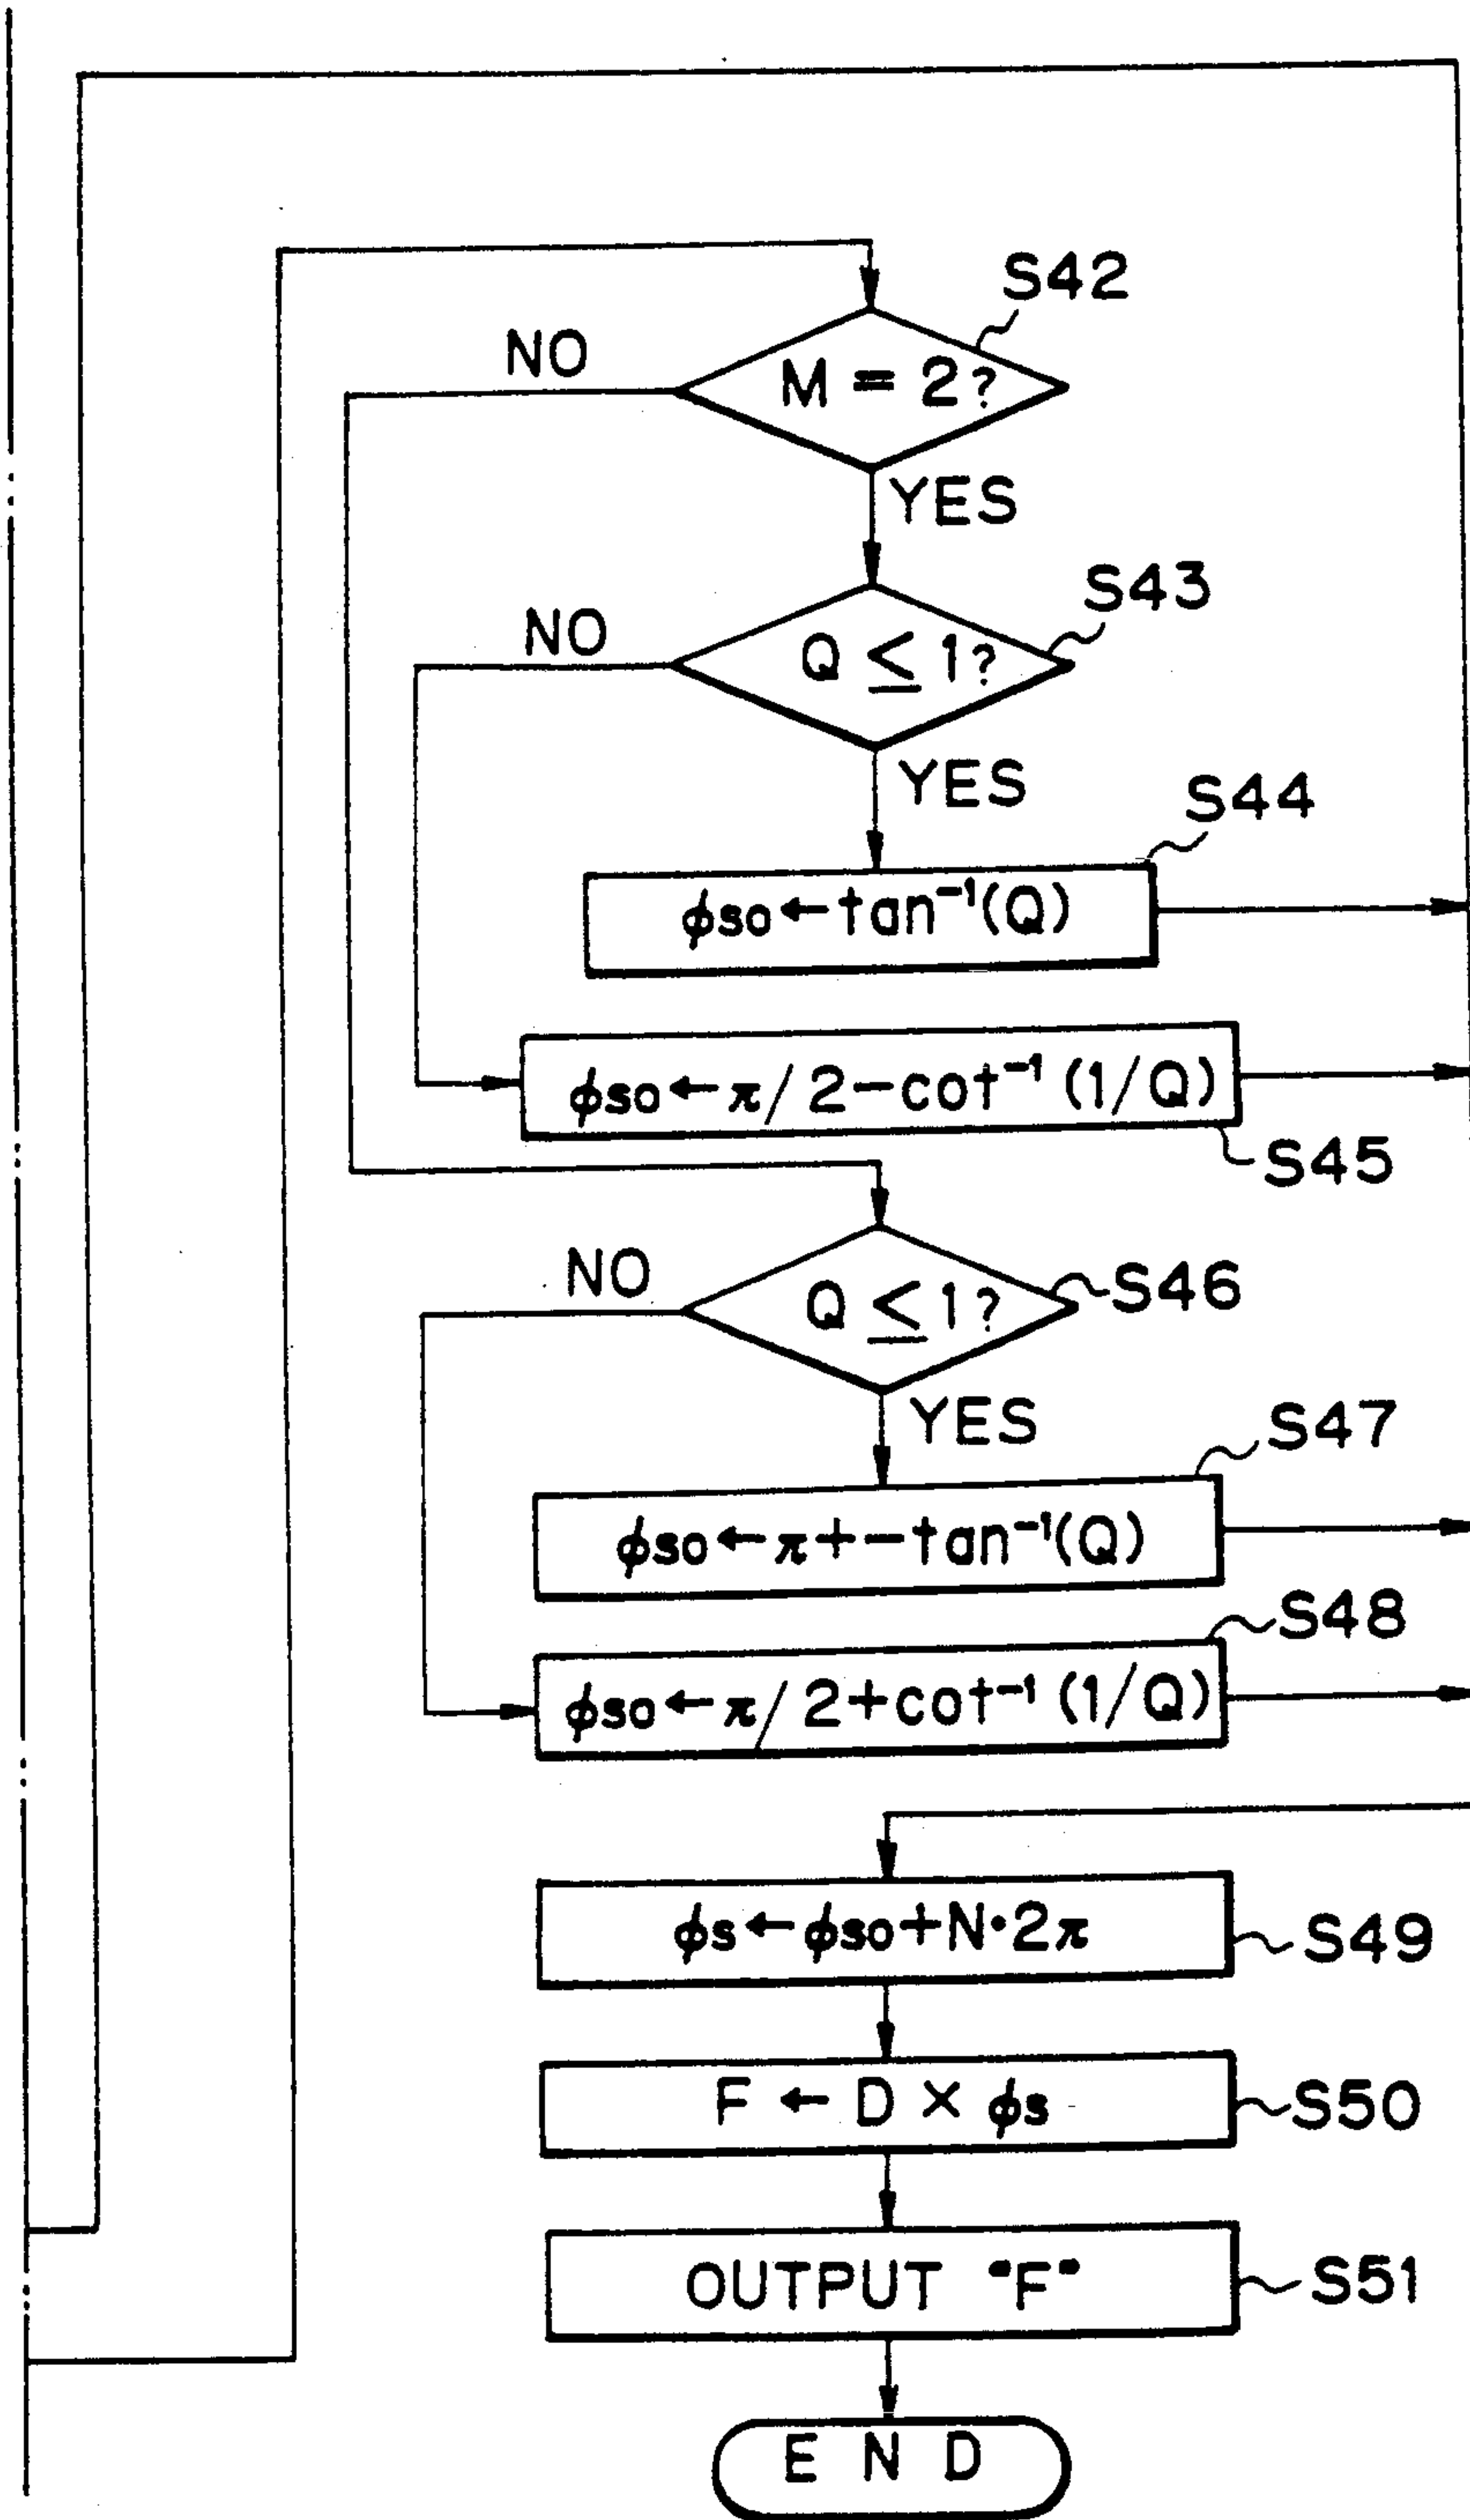 S42
NO
M = 2?
YES
S43
NO
Q ≤ 1?
YES
S44
φso←tan⁻¹(Q)
φso←π/2−cot⁻¹(1/Q)
S45
NO
Q ≤ 1?
S46
YES
S47
φso←π+−tan⁻¹(Q)
S48
φso←π/2+cot⁻¹(1/Q)
φs←φso+N·2π
S49
F ← D × φs
S50
OUTPUT "F"
S51
E N D